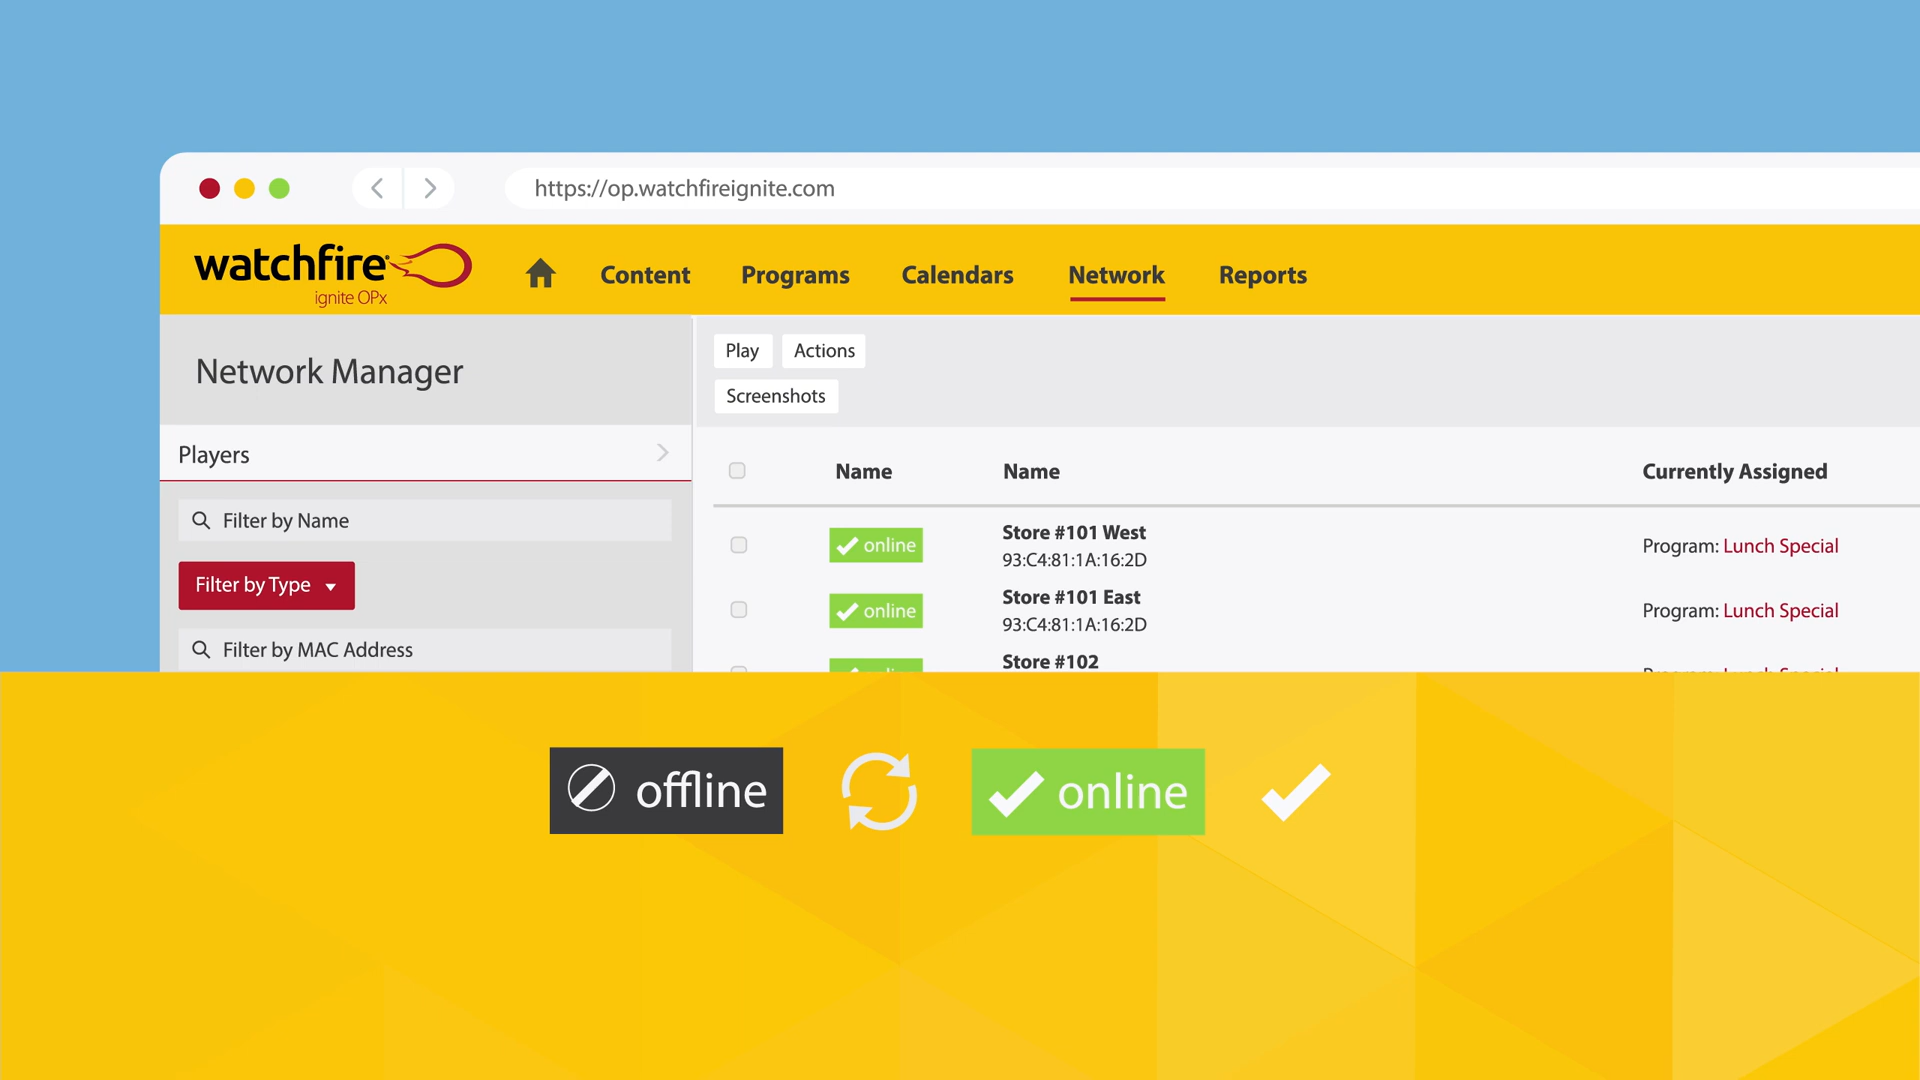 https://op.watchfireignite.com
watchfire
ignite OPx
Content Programs Calendars Network Reports
Network Manager
Play Actions
Screenshots
Players
Name Name Currently Assigned
Filter by Name
Filter by Type
Filter by MAC Address
online Store #101 West Program: Lunch Special
93:C4:81:1A:16:2D
online Store #101 East Program: Lunch Special
93:C4:81:1A:16:2D
Store #102
offline online